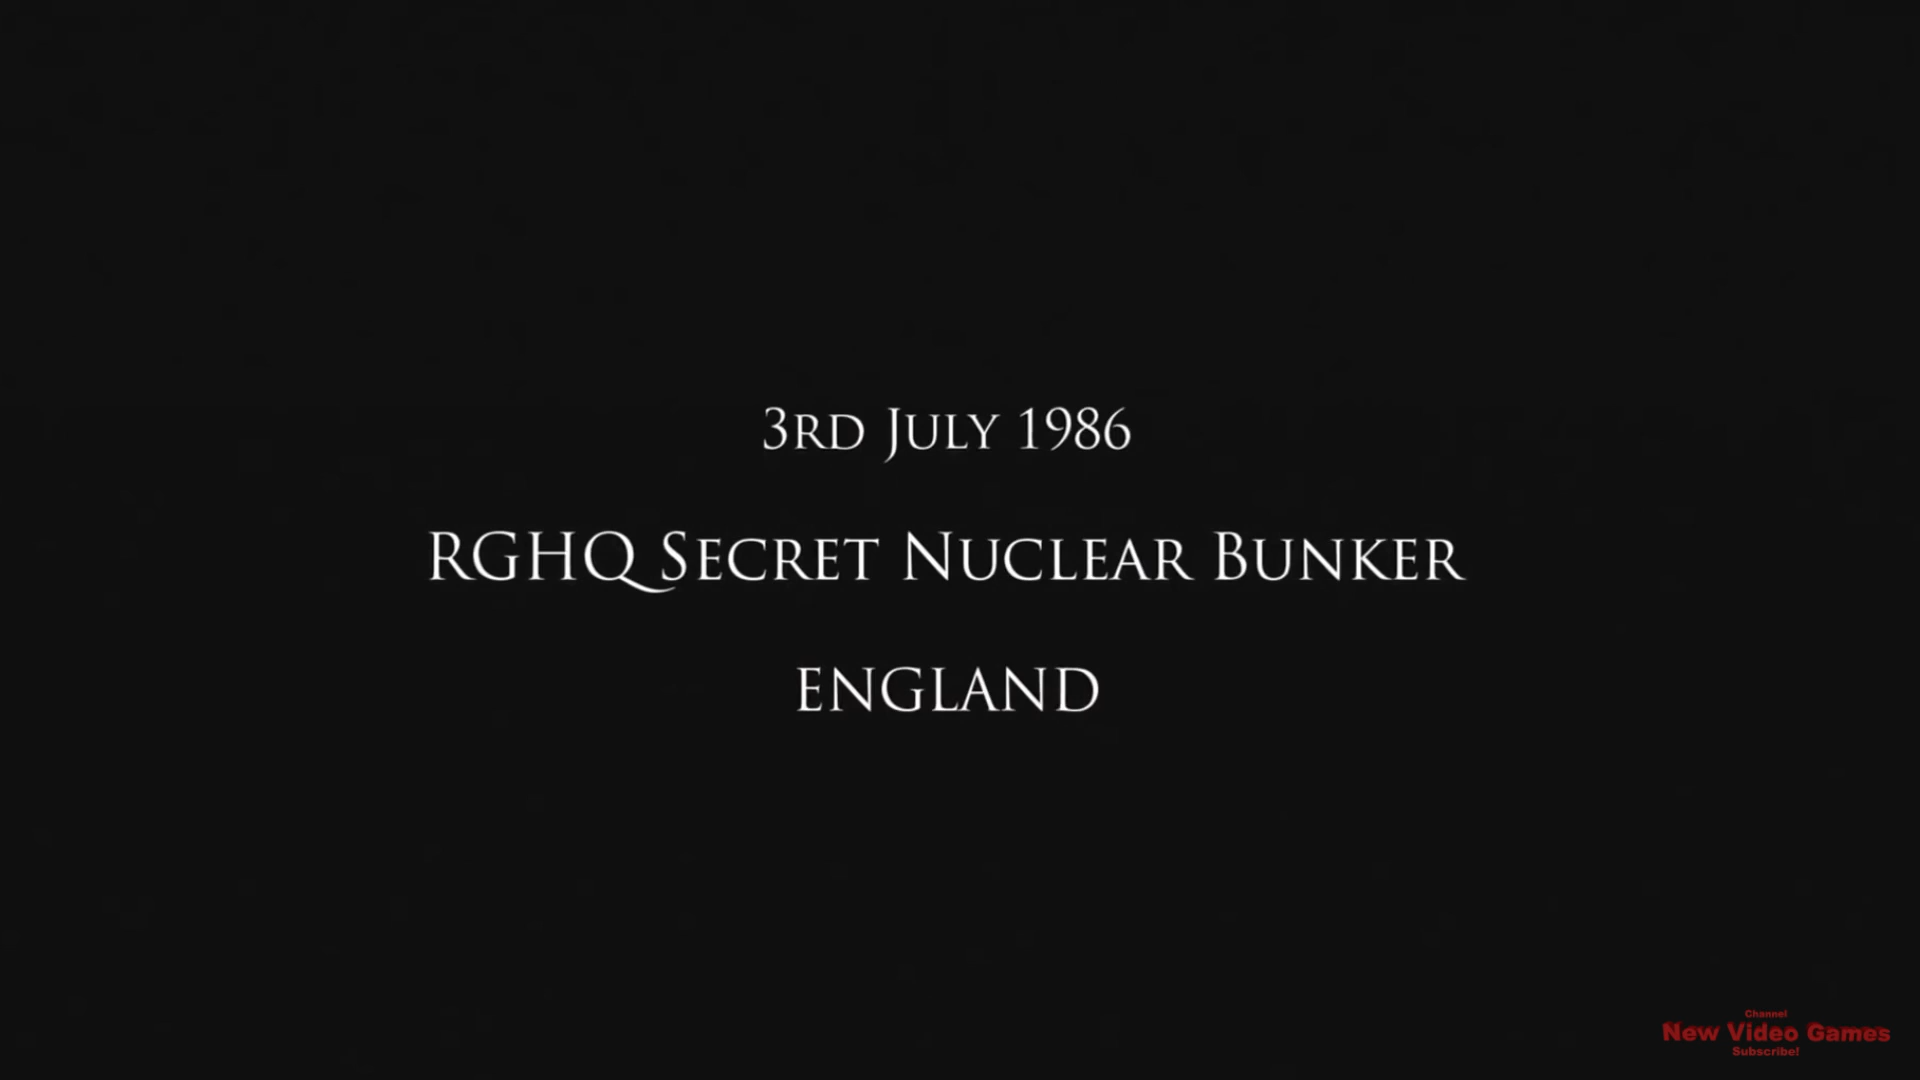 3rd July 1986
RGHQ Secret Nuclear Bunker
ENGLAND
Channel
New Video Games
Subscribe!